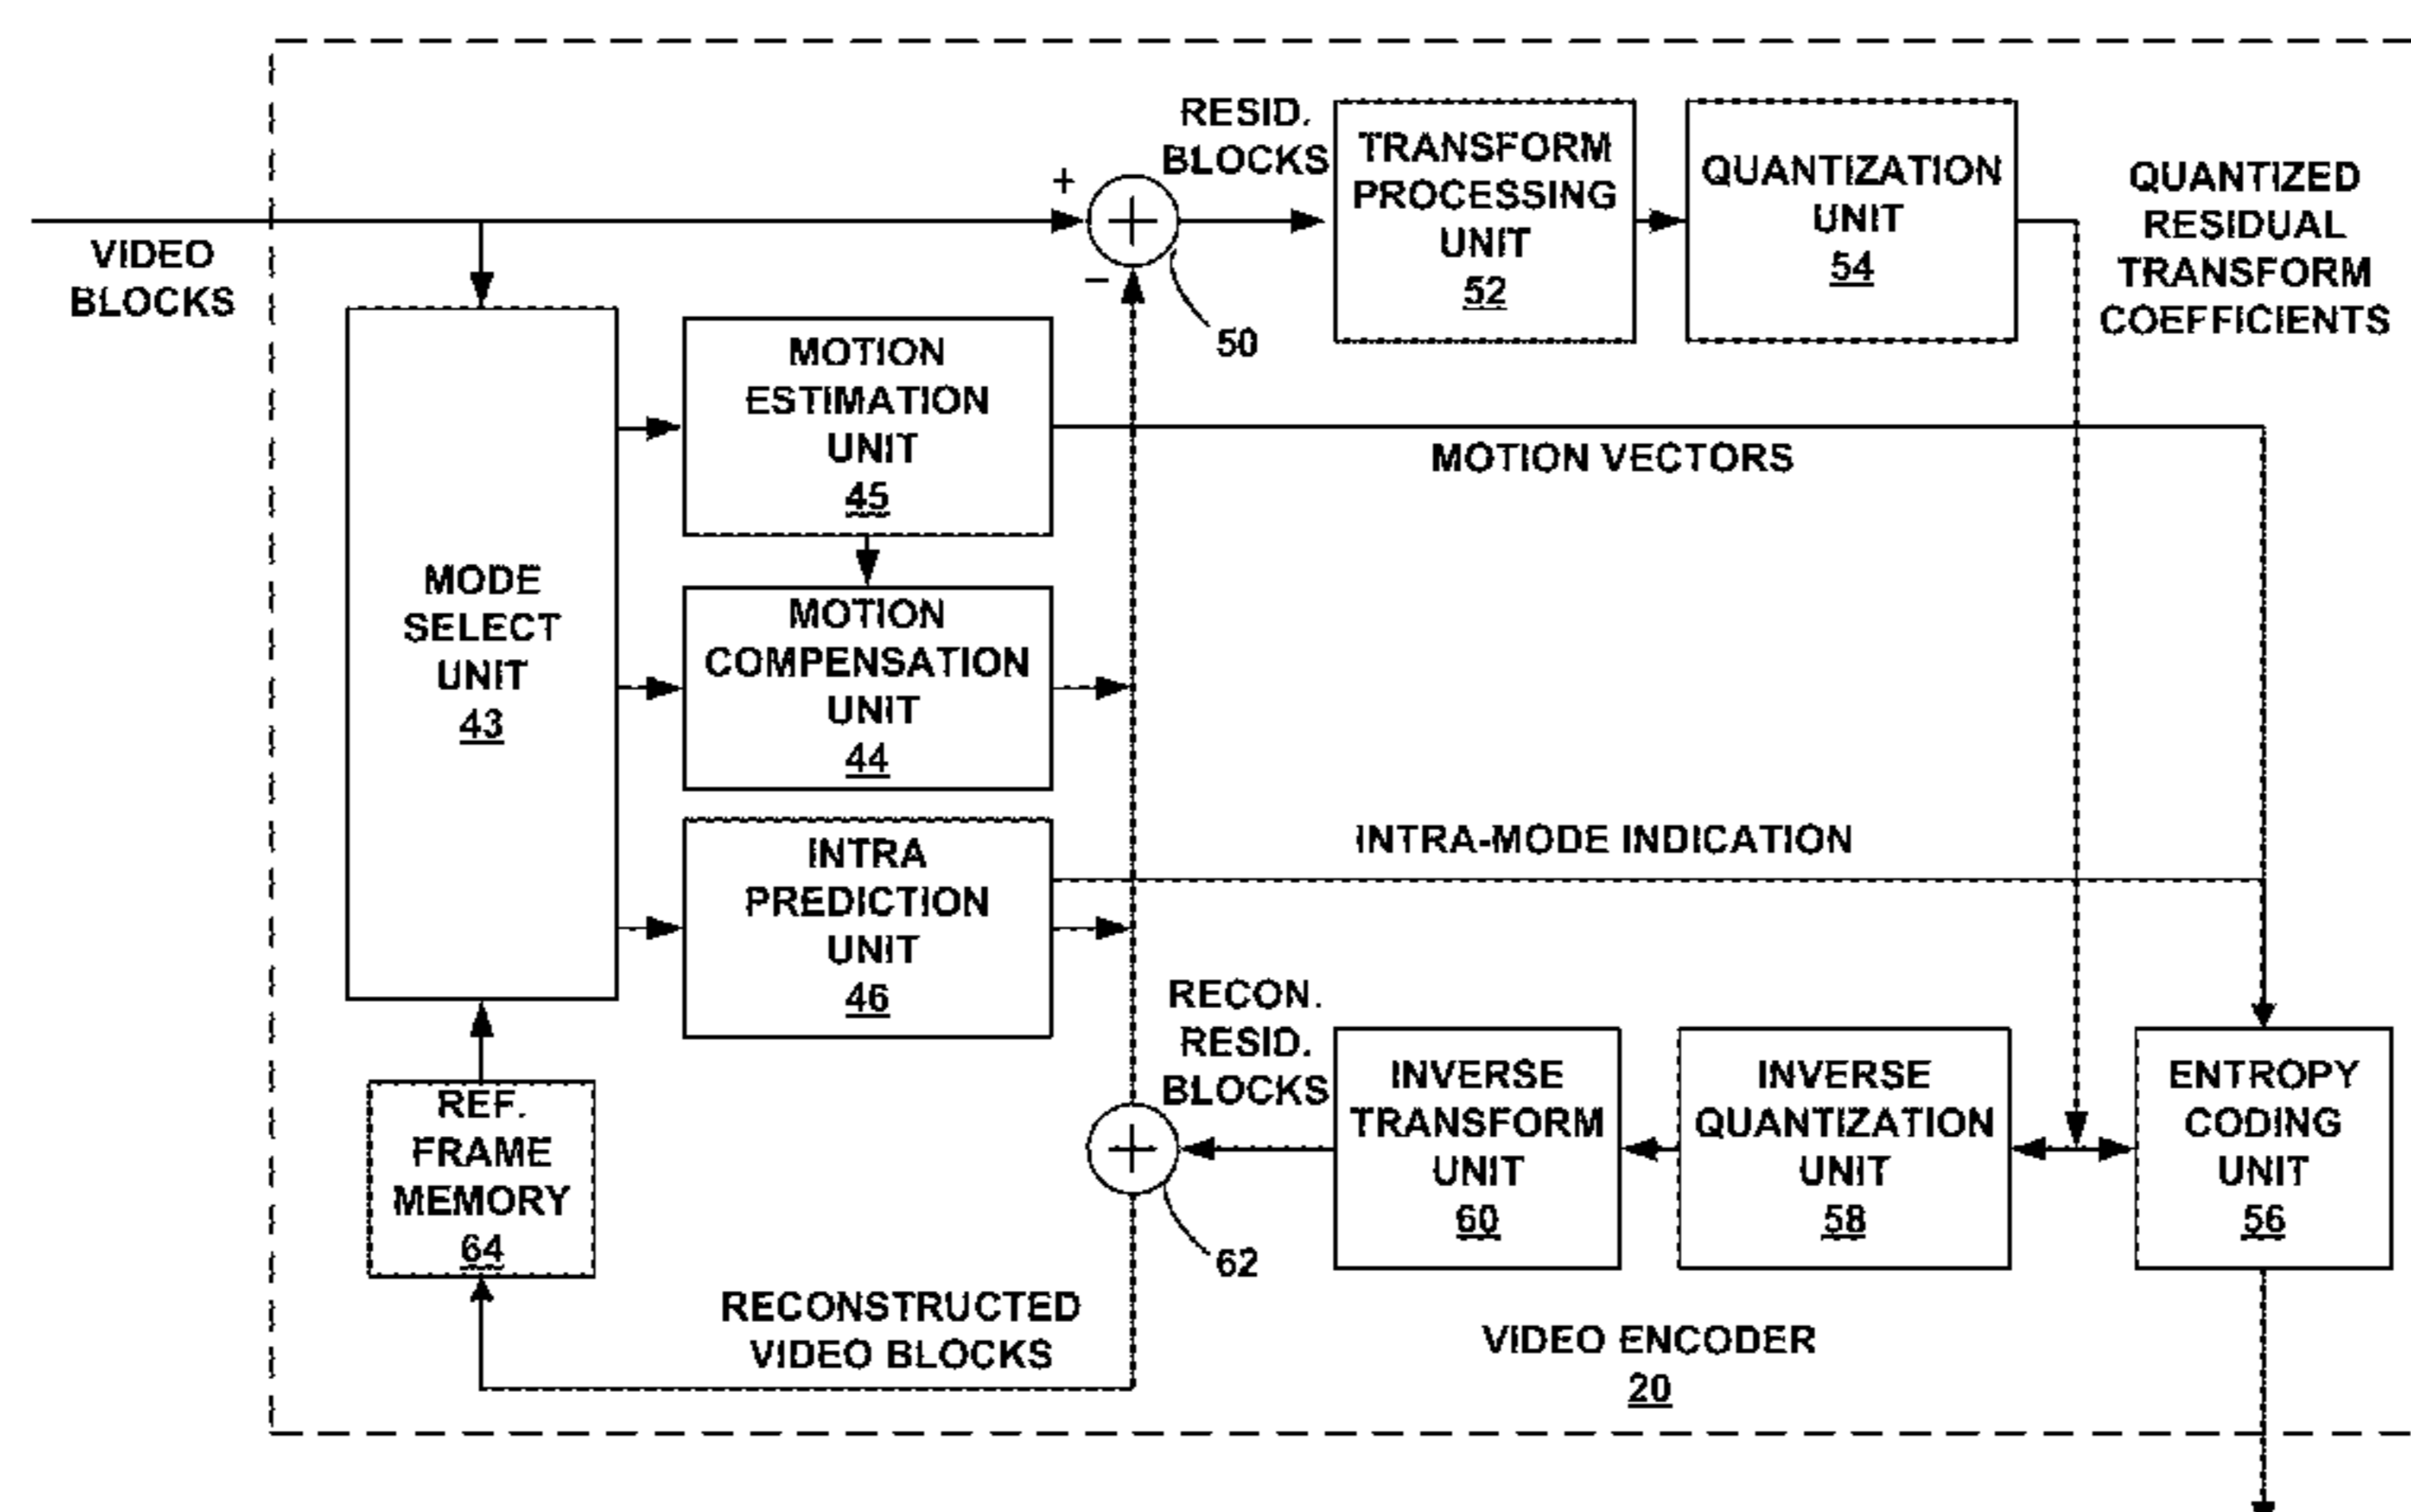 VIDEO
BLOCKS
RESID.
BLOCKS
+
–
50
TRANSFORM
PROCESSING
UNIT
52
QUANTIZATION
UNIT
54
QUANTIZED
RESIDUAL
TRANSFORM
COEFFICIENTS
MODE
SELECT
UNIT
43
MOTION
ESTIMATION
UNIT
45
MOTION VECTORS
MOTION
COMPENSATION
UNIT
44
INTRA
PREDICTION
UNIT
46
INTRA-MODE INDICATION
REF.
FRAME
MEMORY
64
RECON.
RESID.
BLOCKS
62
INVERSE
TRANSFORM
UNIT
60
INVERSE
QUANTIZATION
UNIT
58
ENTROPY
CODING
UNIT
56
RECONSTRUCTED
VIDEO BLOCKS
VIDEO ENCODER
20